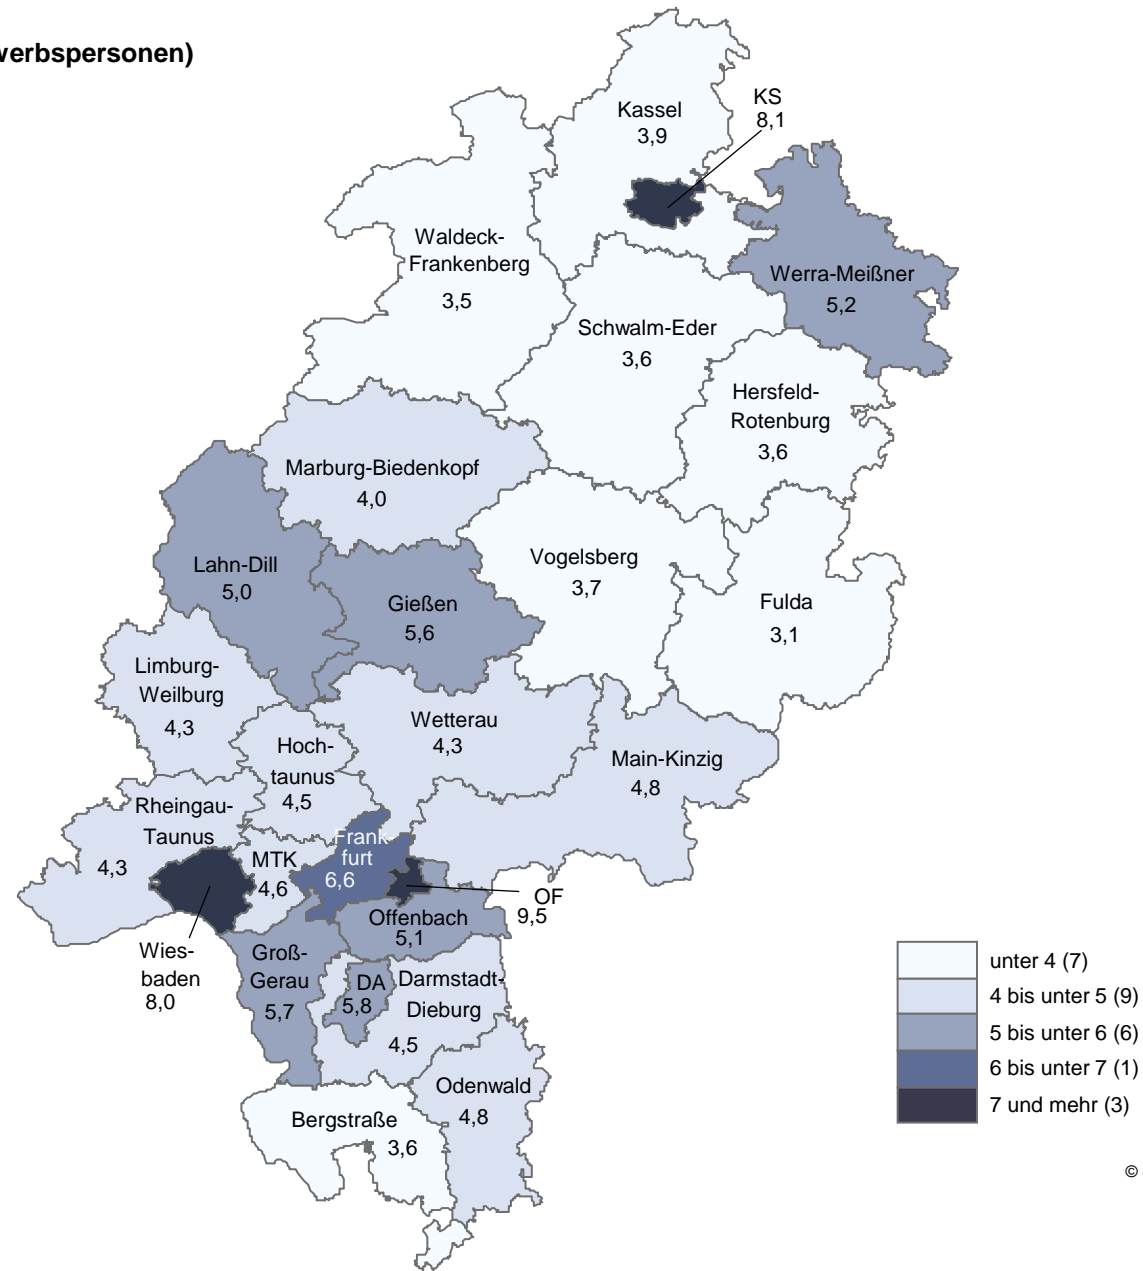 werbspersonen)
Kassel
3,9
KS
8,1
Waldeck-
Frankenberg
3,5
Werra-Meißner
5,2
Schwalm-Eder
3,6
Hersfeld-
Rotenburg
3,6
Marburg-Biedenkopf
4,0
Lahn-Dill
5,0
Gießen
5,6
Vogelsberg
3,7
Fulda
3,1
Limburg-
Weilburg
4,3
Wetterau
4,3
Hoch-
taunus
4,5
Main-Kinzig
4,8
Rheingau-
Taunus
4,3
MTK
4,6
Frank-
furt
6,6
OF
9,5
Offenbach
5,1
Wies-
baden
8,0
Groß-
Gerau
5,7
DA
5,8
Darmstadt-
Dieburg
4,5
Odenwald
4,8
Bergstraße
3,6
unter 4 (7)
4 bis unter 5 (9)
5 bis unter 6 (6)
6 bis unter 7 (1)
7 und mehr (3)
©